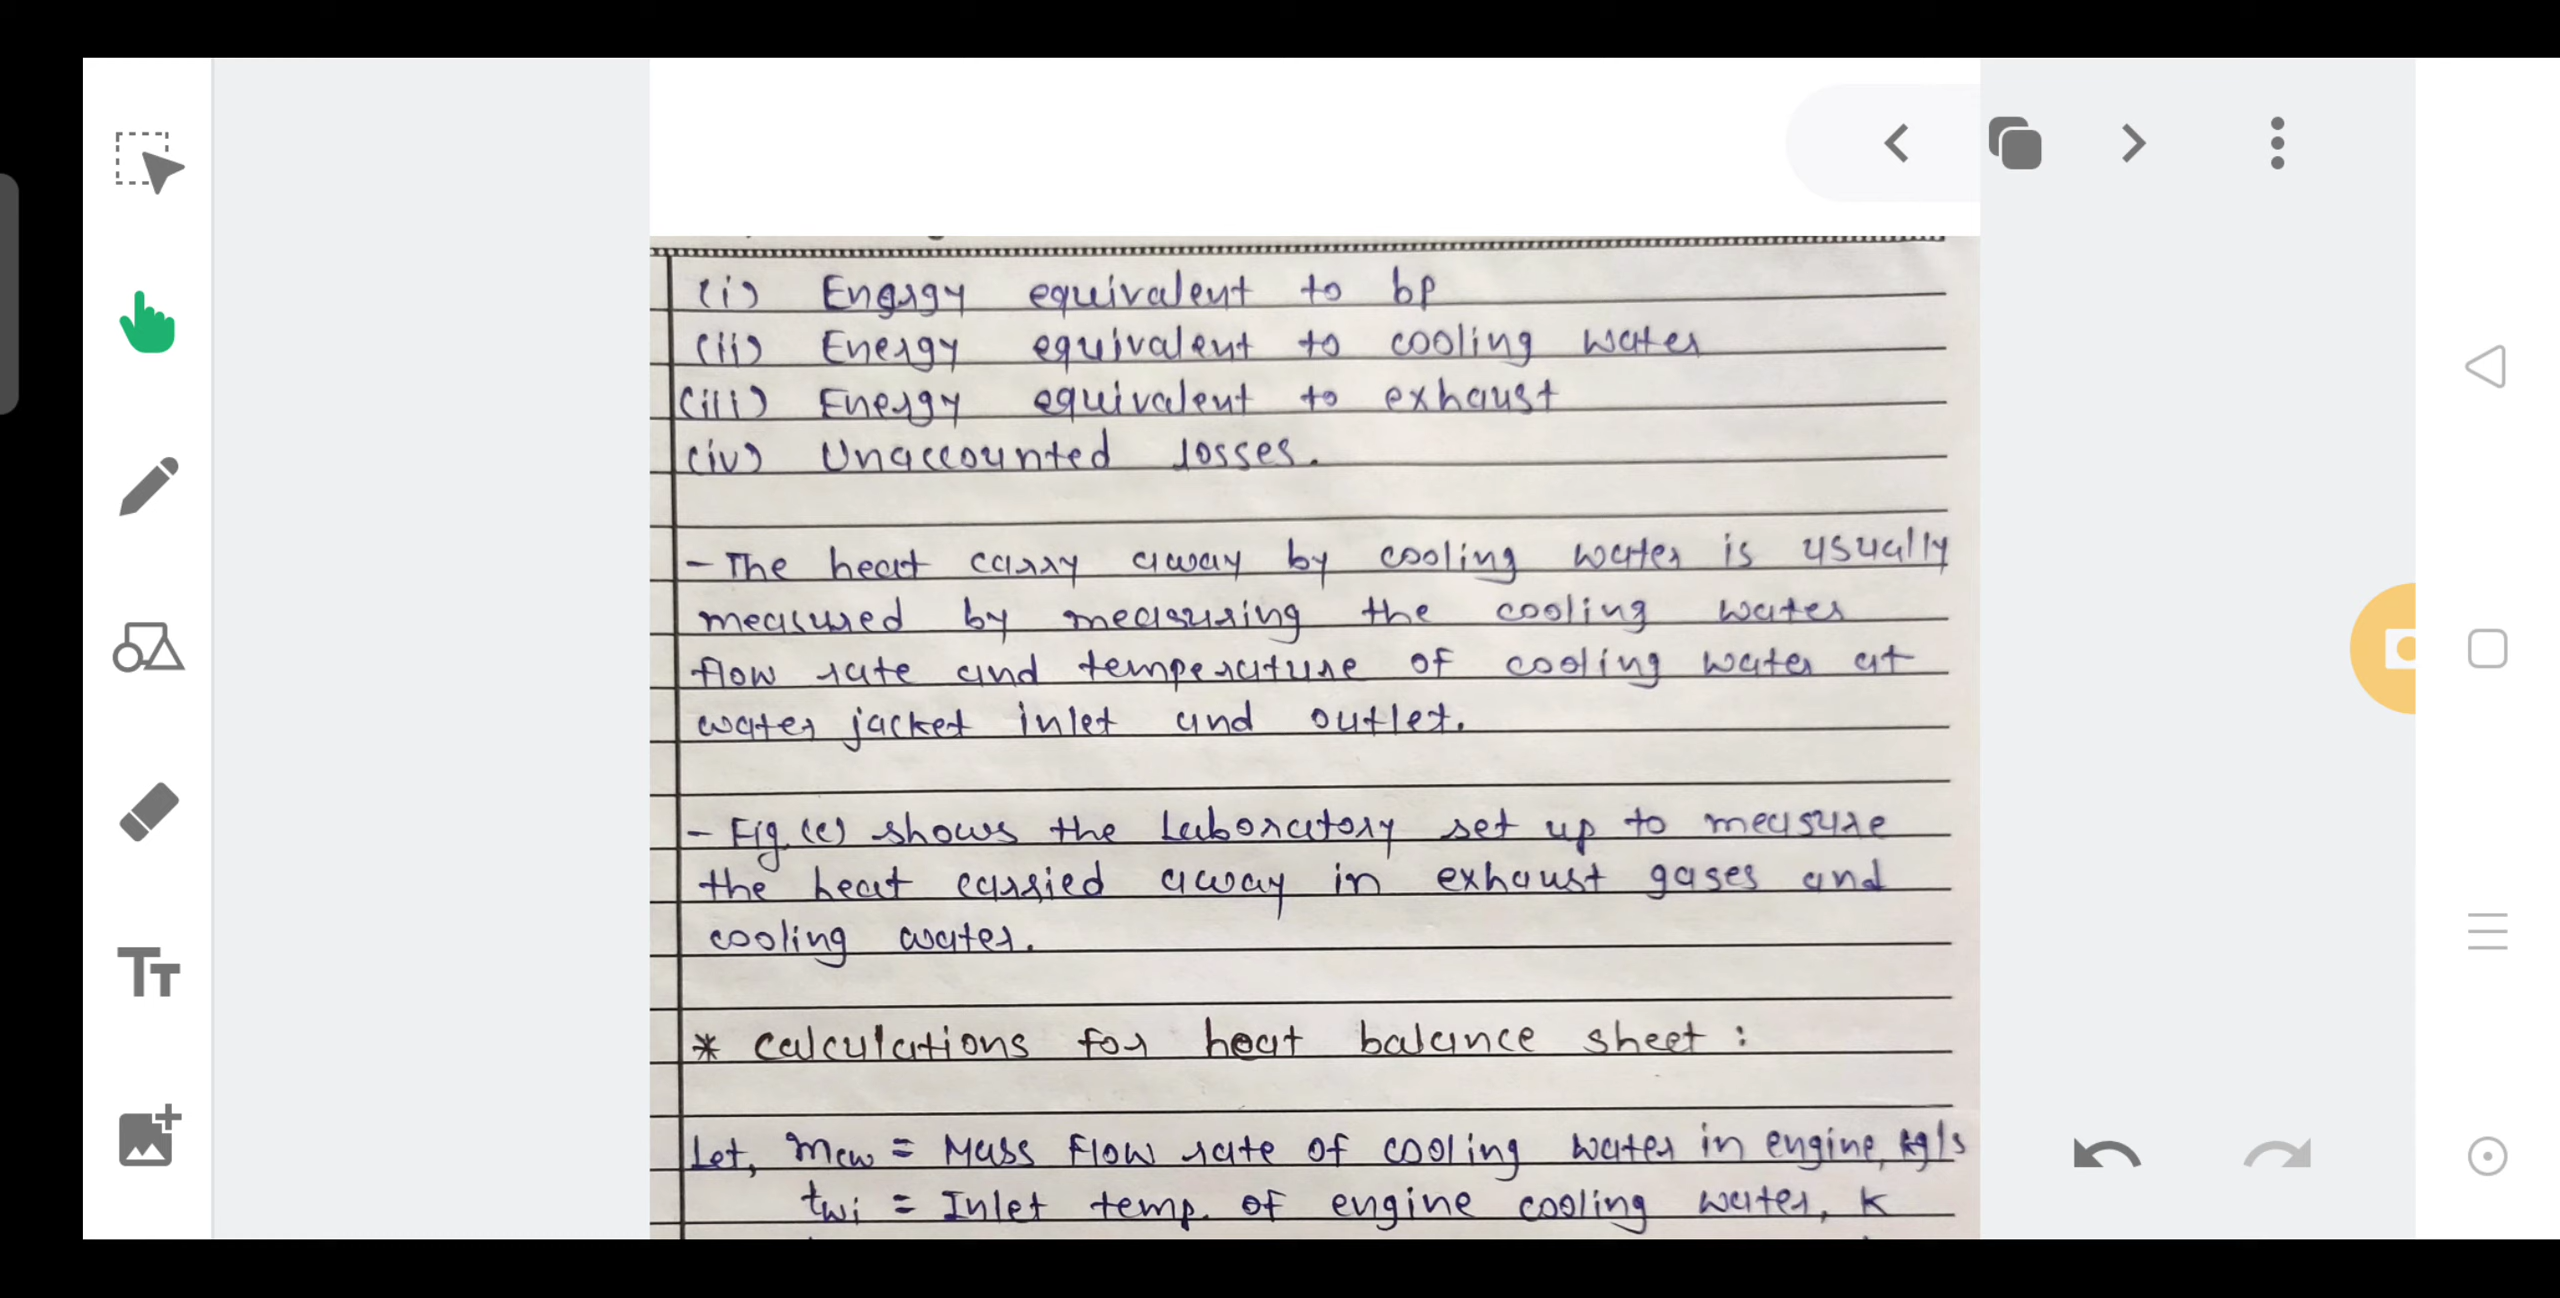 (i) Energy equivalent to bp
(ii) Energy equivalent to cooling water
(iii) Energy equivalent to exhaust
(iv) Unaccounted losses.
- The heat carry away by cooling water is usually
measured by measuring the cooling water
flow rate and temperature of cooling water at
water jacket inlet and outlet.
- Fig. (c) shows the Laboratory set up to measure
the heat carried away in exhaust gases and
cooling water.
* Calculations for heat balance sheet :
Let, mcw = Mass flow rate of cooling water in engine, kg/s
twi = Inlet temp. of engine cooling water, K
TT